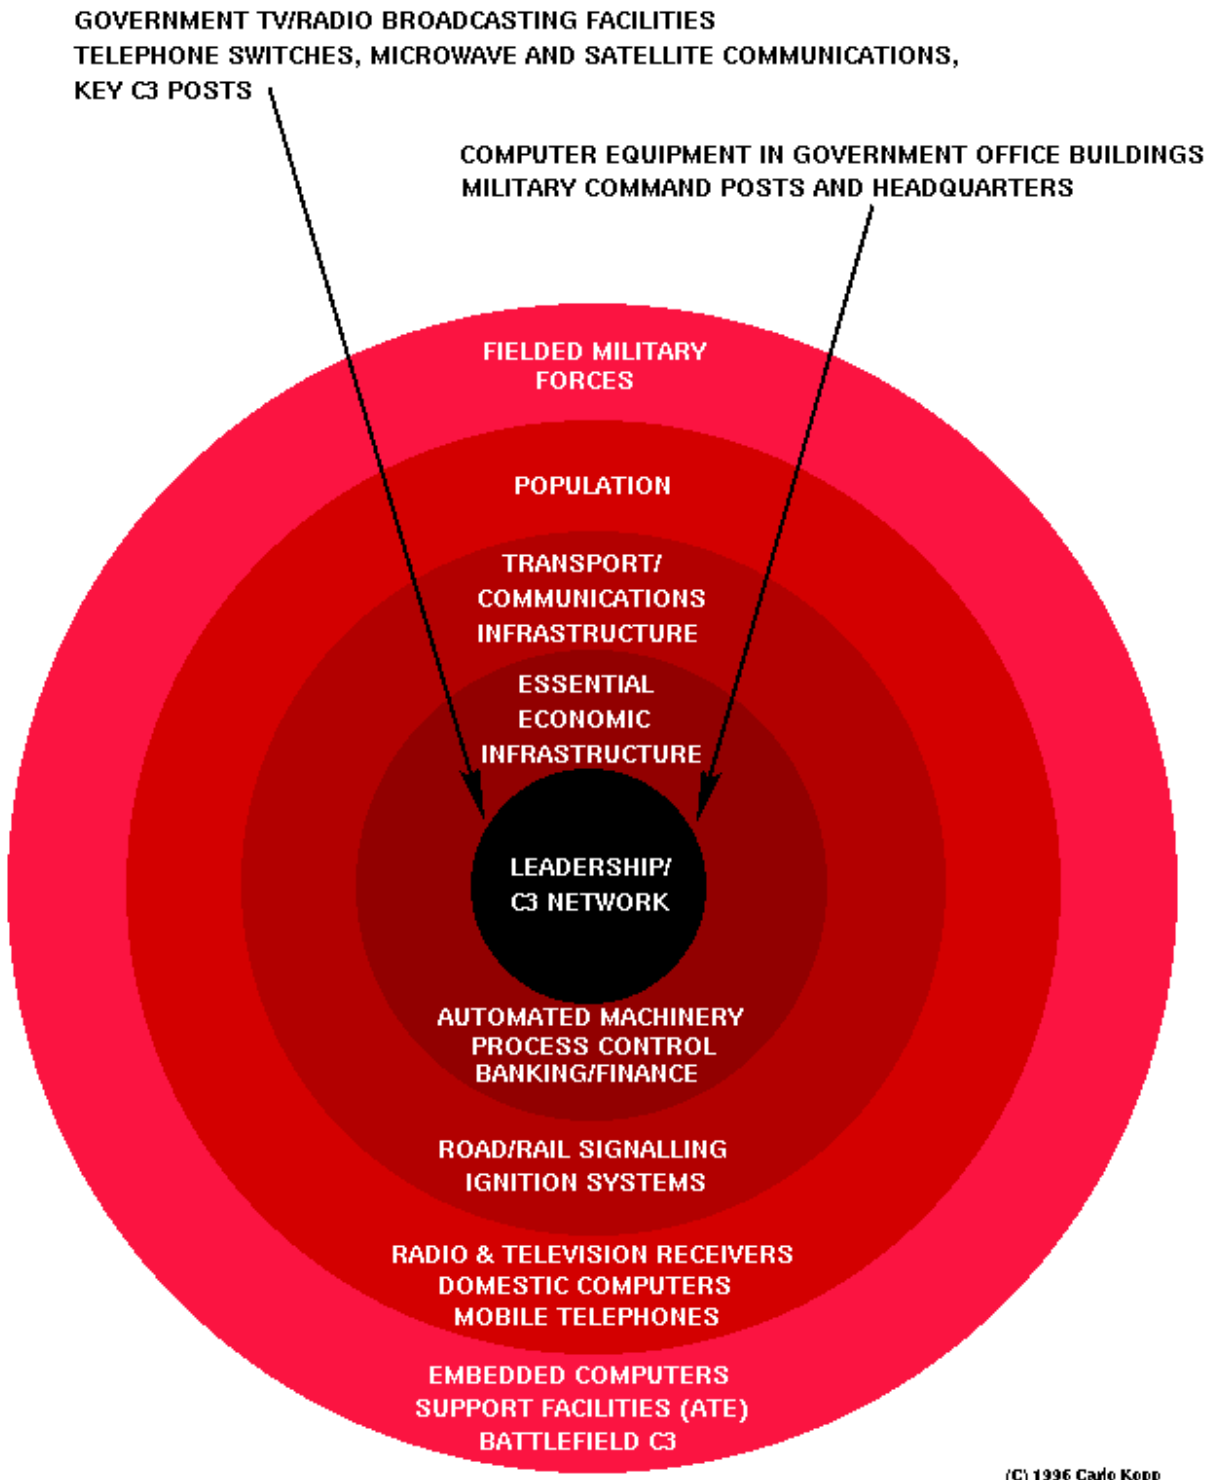 GOVERNMENT TV/RADIO BROADCASTING FACILITIES
TELEPHONE SWITCHES, MICROWAVE AND SATELLITE COMMUNICATIONS,
KEY C3 POSTS
COMPUTER EQUIPMENT IN GOVERNMENT OFFICE BUILDINGS
MILITARY COMMAND POSTS AND HEADQUARTERS
FIELDED MILITARY
FORCES
POPULATION
TRANSPORT/
COMMUNICATIONS
INFRASTRUCTURE
ESSENTIAL
ECONOMIC
INFRASTRUCTURE
LEADERSHIP/
C3 NETWORK
AUTOMATED MACHINERY
PROCESS CONTROL
BANKING/FINANCE
ROAD/RAIL SIGNALLING
IGNITION SYSTEMS
RADIO & TELEVISION RECEIVERS
DOMESTIC COMPUTERS
MOBILE TELEPHONES
EMBEDDED COMPUTERS
SUPPORT FACILITIES (ATE)
BATTLEFIELD C3
(C) 1996 Carlo Kopp